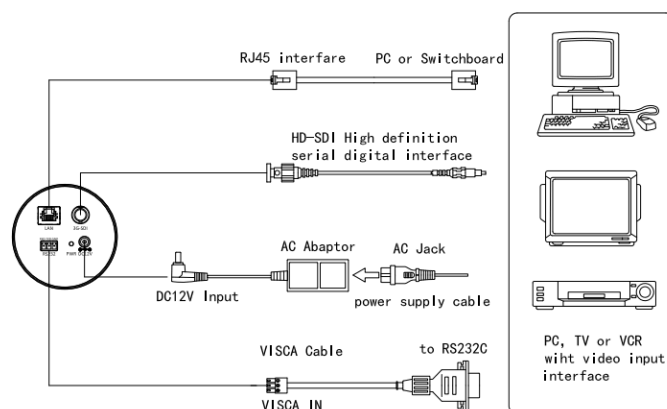 RJ45 interfare
PC or Switchboard
HD-SDI High definition
serial digital interface
LAN
3G-SDI
RS232
PWR
DC12V
AC Abaptor
AC Jack
DC12V Input
power supply cable
VISCA Cable
to RS232C
VISCA IN
PC, TV or VCR
wiht video input
interface